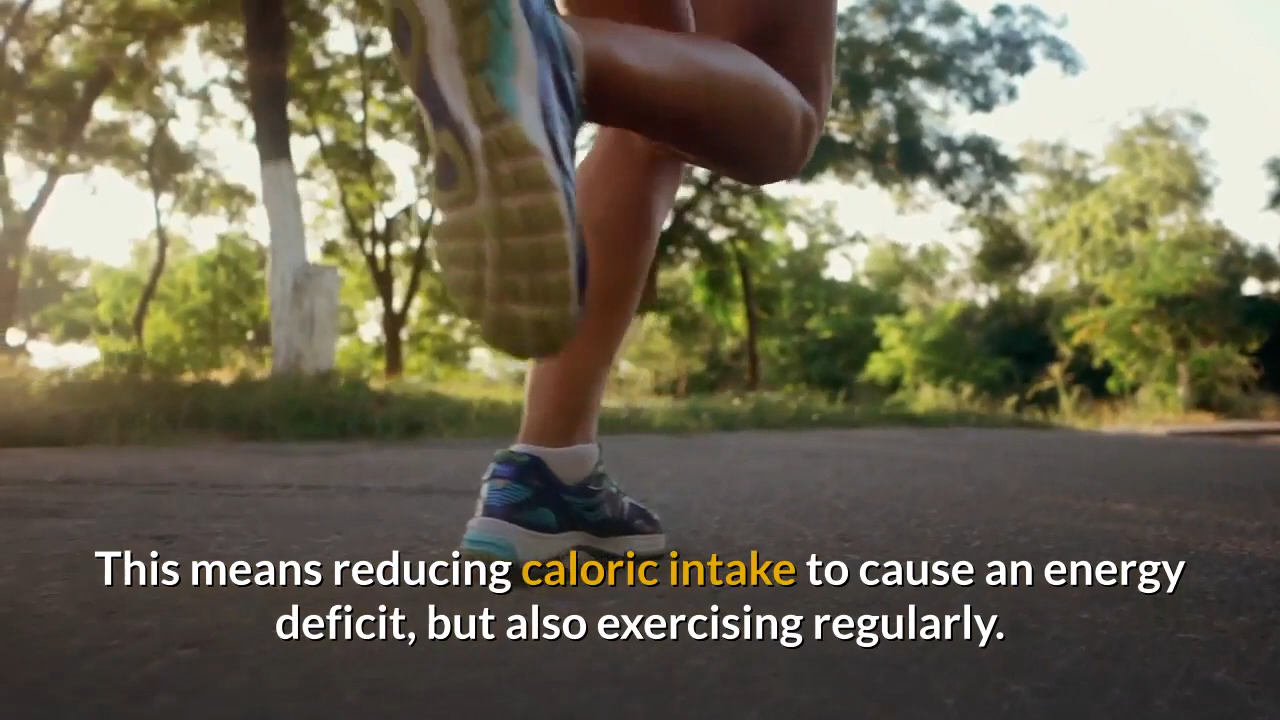 This means reducing caloric intake to cause an energy
deficit, but also exercising regularly.